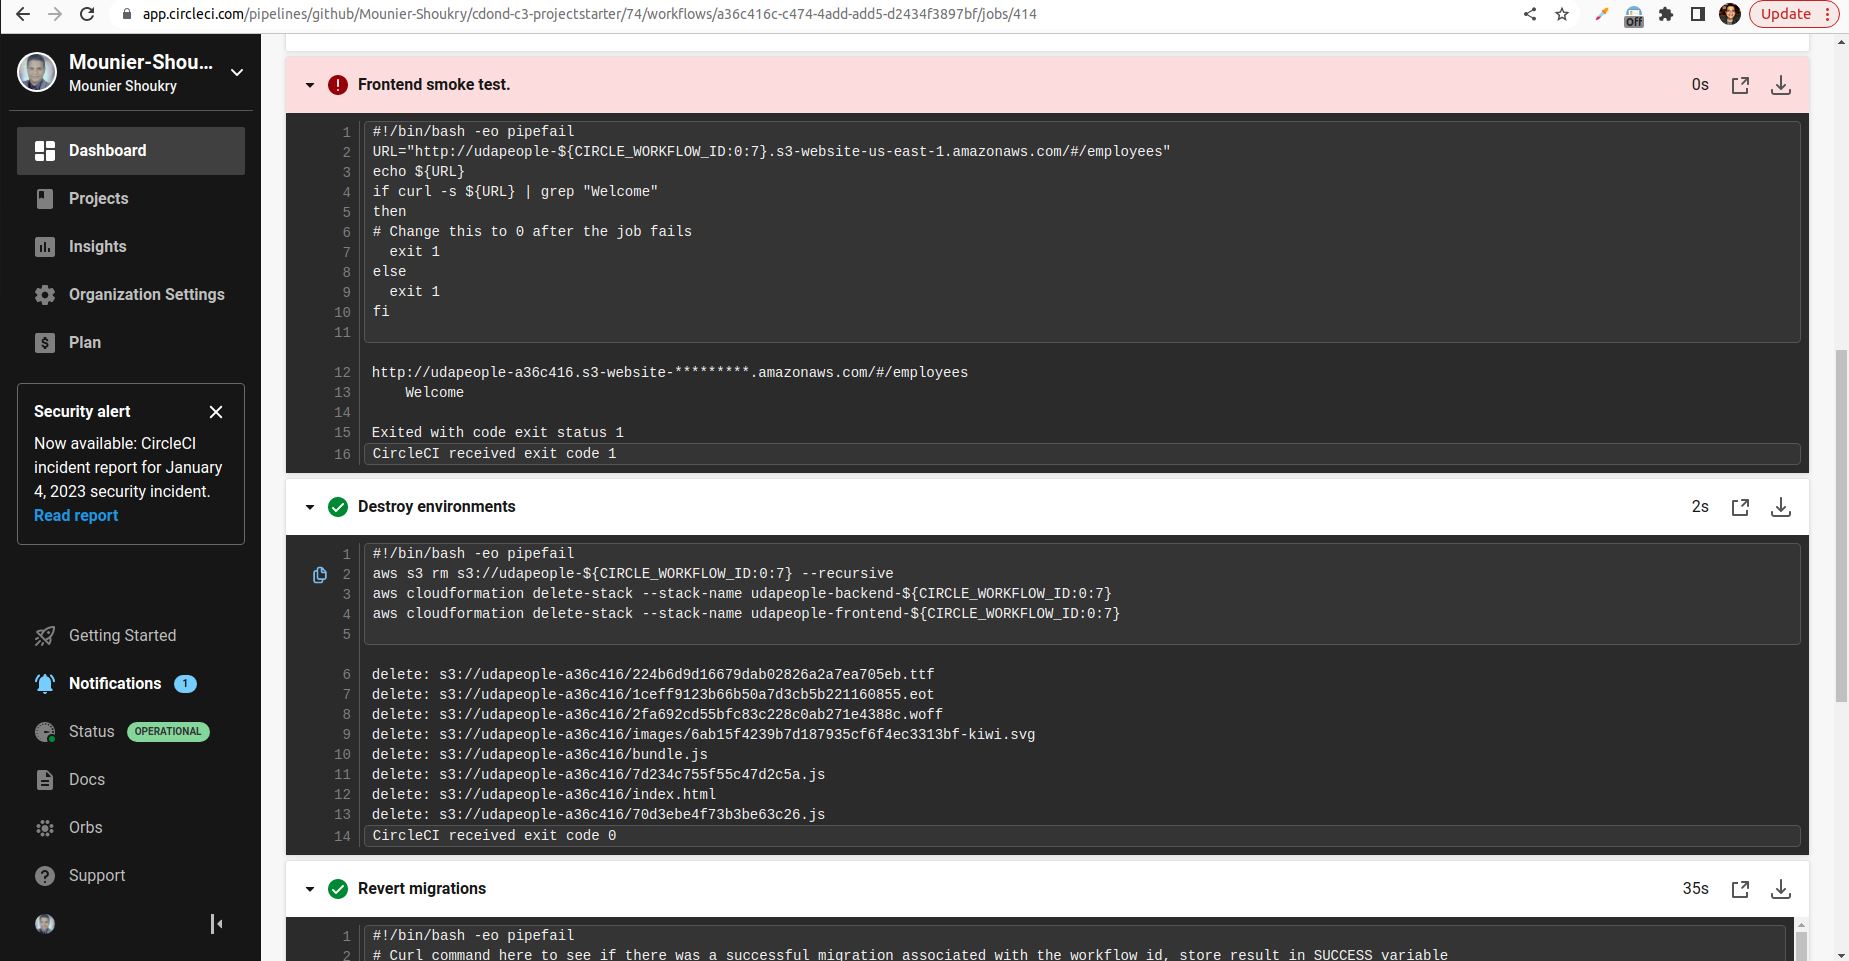 app.circleci.com/pipelines/github/Mounier-Shoukry/cdond-c3-projectstarter/74/workflows/a36c416c-c474-4add-add5-d2434f3897bf/jobs/414
Off
Update
Mounier-Shou...
Mounier Shoukry
Dashboard
Projects
Insights
Organization Settings
Plan
Security alert
Now available: CircleCI
incident report for January
4, 2023 security incident.
Read report
Getting Started
Notifications 1
Status OPERATIONAL
Docs
Orbs
Support
Frontend smoke test. 0s
1 #!/bin/bash -eo pipefail
2 URL="http://udapeople-${CIRCLE_WORKFLOW_ID:0:7}.s3-website-us-east-1.amazonaws.com/#/employees"
3 echo ${URL}
4 if curl -s ${URL} | grep "Welcome"
5 then
6 # Change this to 0 after the job fails
7   exit 1
8 else
9   exit 1
10 fi
11
12 http://udapeople-a36c416.s3-website-*********.amazonaws.com/#/employees
13     Welcome
14
15 Exited with code exit status 1
16 CircleCI received exit code 1
Destroy environments 2s
1 #!/bin/bash -eo pipefail
2 aws s3 rm s3://udapeople-${CIRCLE_WORKFLOW_ID:0:7} --recursive
3 aws cloudformation delete-stack --stack-name udapeople-backend-${CIRCLE_WORKFLOW_ID:0:7}
4 aws cloudformation delete-stack --stack-name udapeople-frontend-${CIRCLE_WORKFLOW_ID:0:7}
5
6 delete: s3://udapeople-a36c416/224b6d9d16679dab02826a2a7ea705eb.ttf
7 delete: s3://udapeople-a36c416/1ceff9123b66b50a7d3cb5b221160855.eot
8 delete: s3://udapeople-a36c416/2fa692cd55bfc83c228c0ab271e4388c.woff
9 delete: s3://udapeople-a36c416/images/6ab15f4239b7d187935cf6f4ec3313bf-kiwi.svg
10 delete: s3://udapeople-a36c416/bundle.js
11 delete: s3://udapeople-a36c416/7d234c755f55c47d2c5a.js
12 delete: s3://udapeople-a36c416/index.html
13 delete: s3://udapeople-a36c416/70d3ebe4f73b3be63c26.js
14 CircleCI received exit code 0
Revert migrations 35s
1 #!/bin/bash -eo pipefail
2 # Curl command here to see if there was a successful migration associated with the workflow id, store result in SUCCESS variable